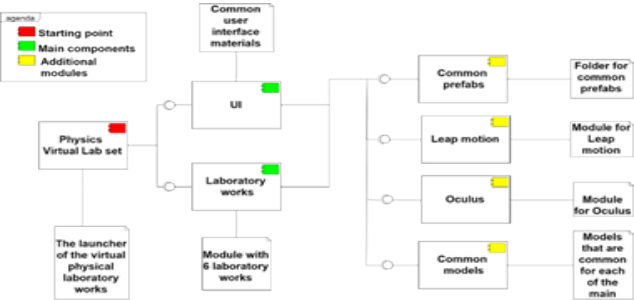 agenda
Starting point
Main components
Additional
modules
Common
user
interface
materials
UI
Physics
Virtual Lab set
Laboratory
works
The launcher
of the virtual
physical
laboratory
works
Module with
6 laboratory
works
Common
prefabs
Folder for
common
prefabs
Leap motion
Module for
Leap
motion
Oculus
Module
for Oculus
Common
models
Models
that are
common
for each
of the
main